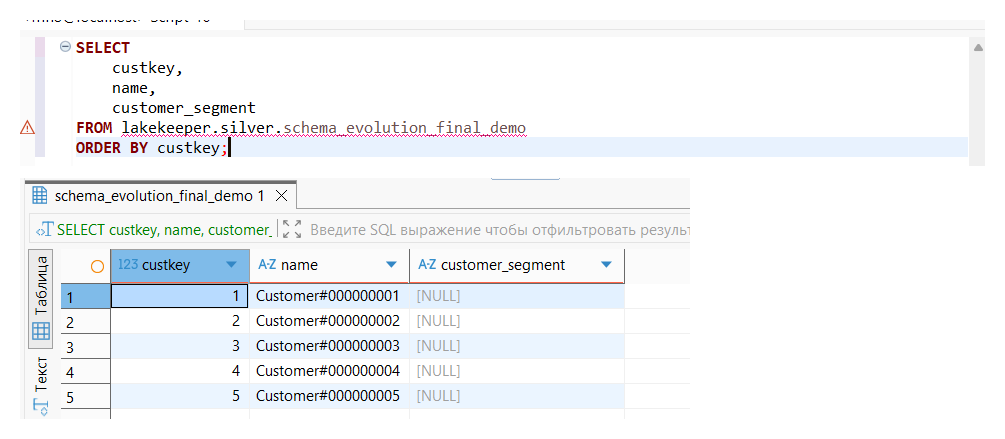 SELECT
custkey,
name,
customer_segment
FROM lakekeeper.silver.schema_evolution_final_demo
ORDER BY custkey;
schema_evolution_final_demo 1
SELECT custkey, name, customer_
Введите SQL выражение чтобы отфильтровать резуль
Таблица
Текст
123 custkey A-Z name A-Z customer_segment
1 1 Customer#000000001 [NULL]
2 2 Customer#000000002 [NULL]
3 3 Customer#000000003 [NULL]
4 4 Customer#000000004 [NULL]
5 5 Customer#000000005 [NULL]